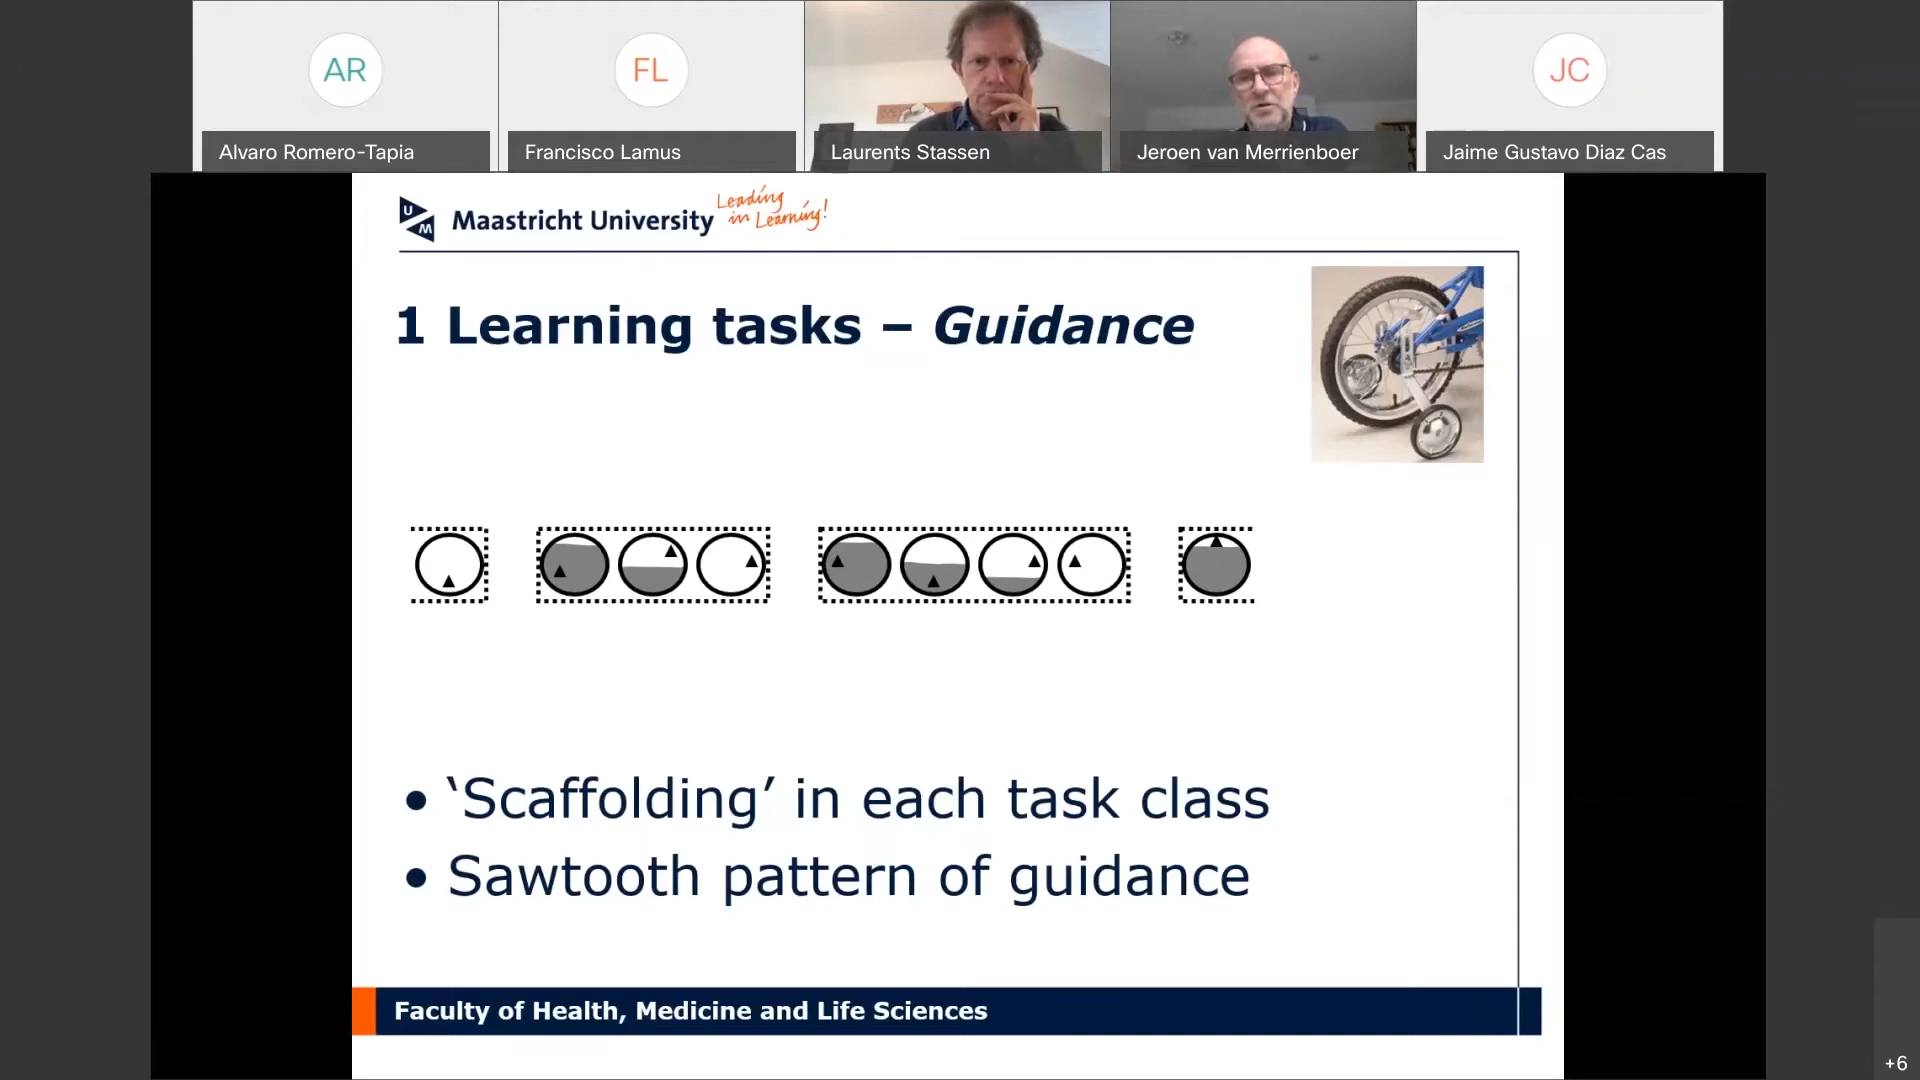 AR
FL
JC
Alvaro Romero-Tapia
Francisco Lamus
Laurents Stassen
Jeroen van Merrienboer
Jaime Gustavo Diaz Cas
UM
Maastricht University
Leading
in Learning!
1 Learning tasks – Guidance
• ‘Scaffolding’ in each task class
• Sawtooth pattern of guidance
Faculty of Health, Medicine and Life Sciences
+6